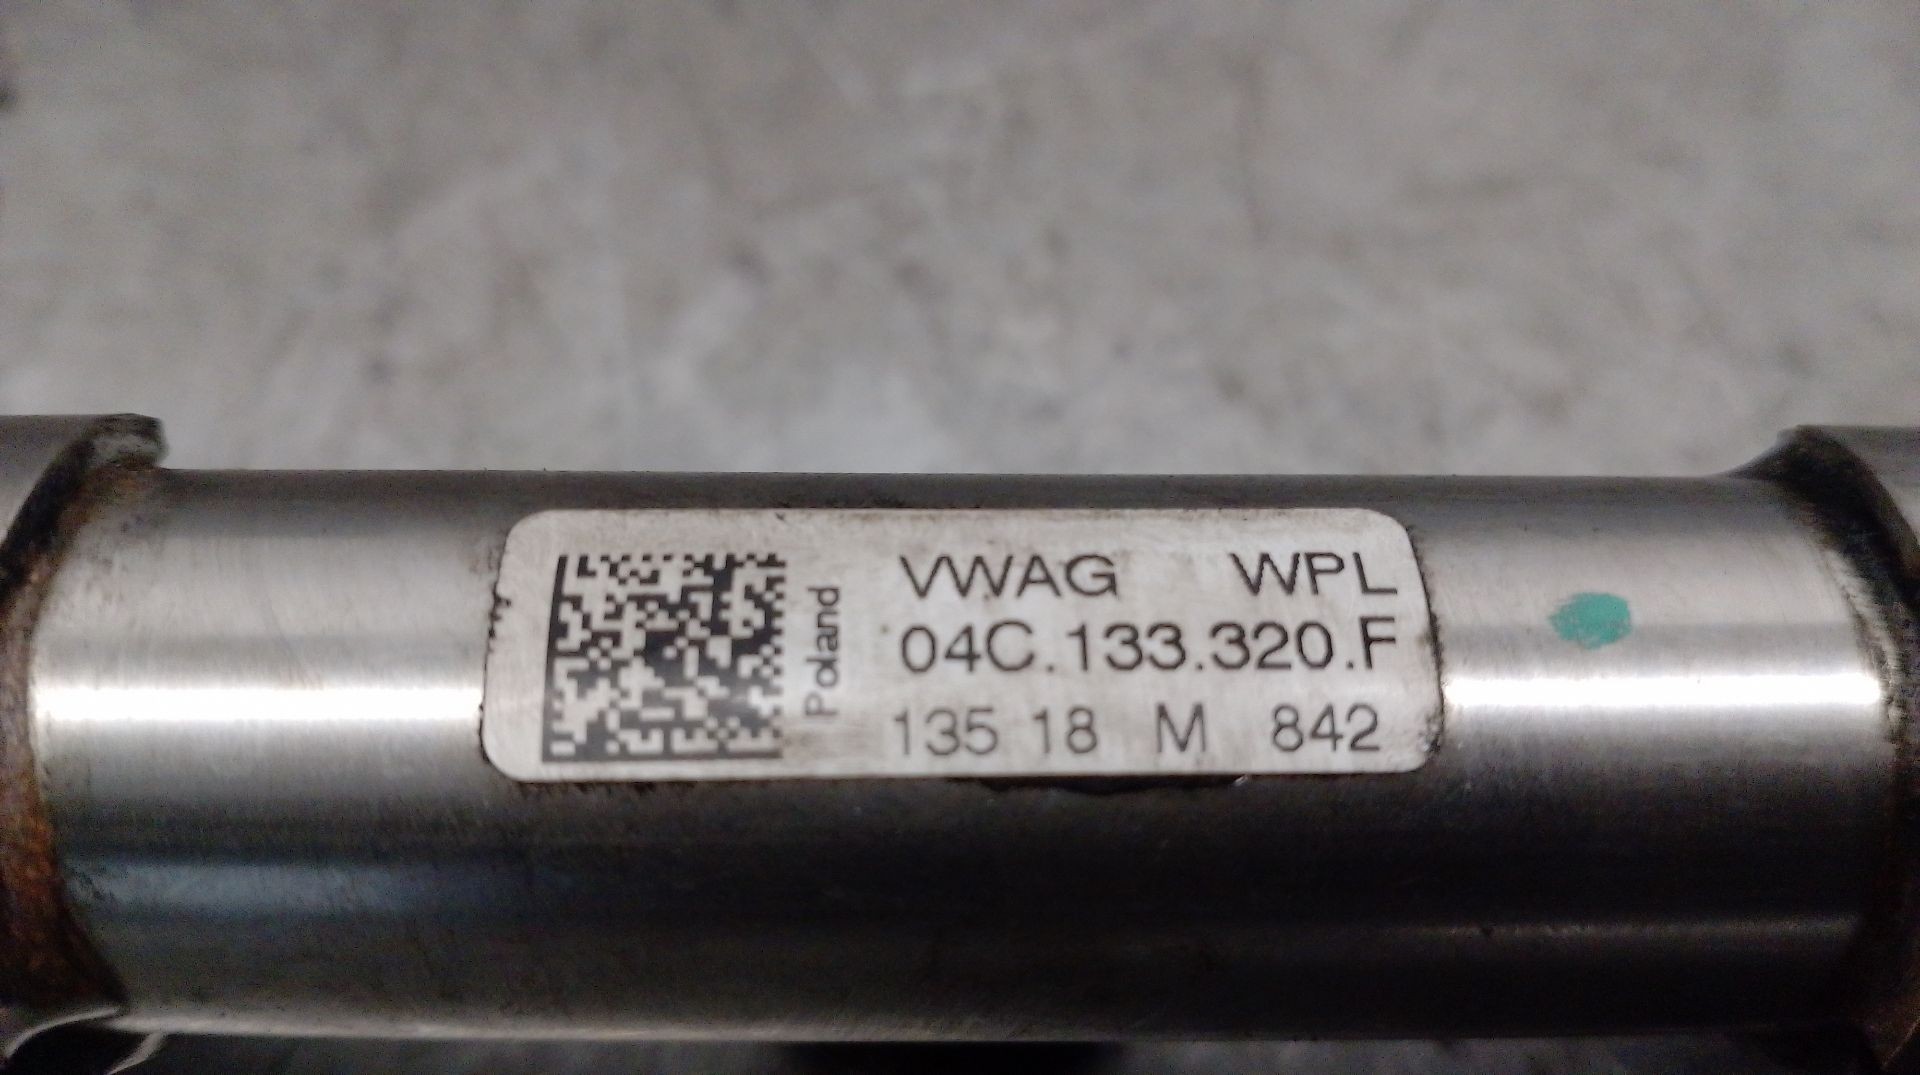 Poland
VWAG WPL
04C.133.320.F
135 18 M 842